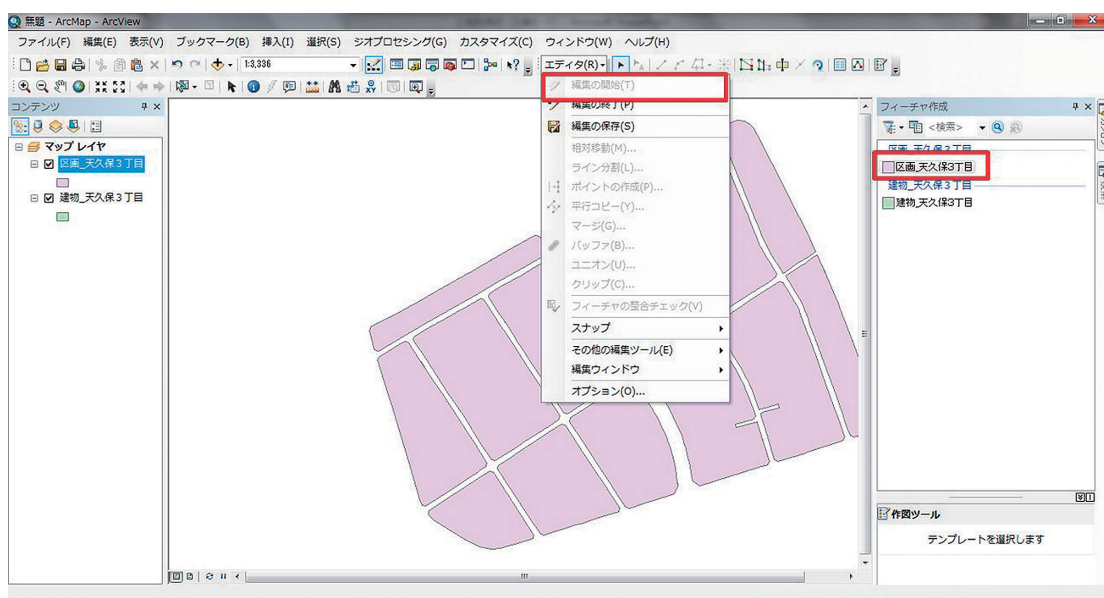 無題 - ArcMap - ArcView
ファイル(F) 編集(E) 表示(V) ブックマーク(B) 挿入(I) 選択(S) ジオプロセシング(G) カスタマイズ(C) ウィンドウ(W) ヘルプ(H)
1:3,336
エディタ(R)
コンテンツ
マップ レイヤ
区画_天久保3丁目
建物_天久保3丁目
編集の開始(T)
編集の終了(P)
編集の保存(S)
相対移動(M)...
ライン分割(L)...
ポイントの作成(P)...
平行コピー(Y)...
マージ(G)...
バッファ(B)...
ユニオン(U)...
クリップ(C)...
フィーチャの整合チェック(V)
スナップ
その他の編集ツール(E)
編集ウィンドウ
オプション(O)...
フィーチャ作成
<検索>
区画_天久保3丁目
区画_天久保3丁目
建物_天久保3丁目
建物_天久保3丁目
作図ツール
テンプレートを選択します